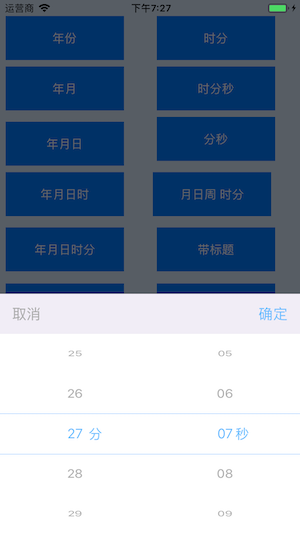 运营商 下午7:27
年份 时分
年月 时分秒
年月日 分秒
年月日时 月日周 时分
年月日时分 带标题
取消 确定
25 05
26 06
27 分 07 秒
28 08
29 09